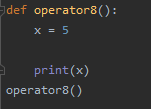 def operator8():
    x = 5
    print(x)
operator8()